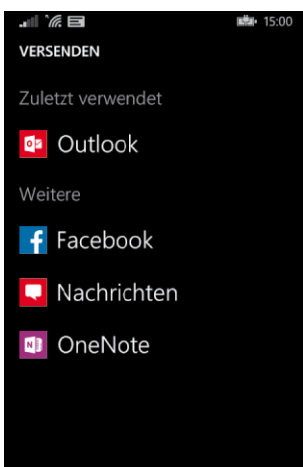 15:00
VERSENDEN
Zuletzt verwendet
Outlook
Weitere
Facebook
Nachrichten
OneNote